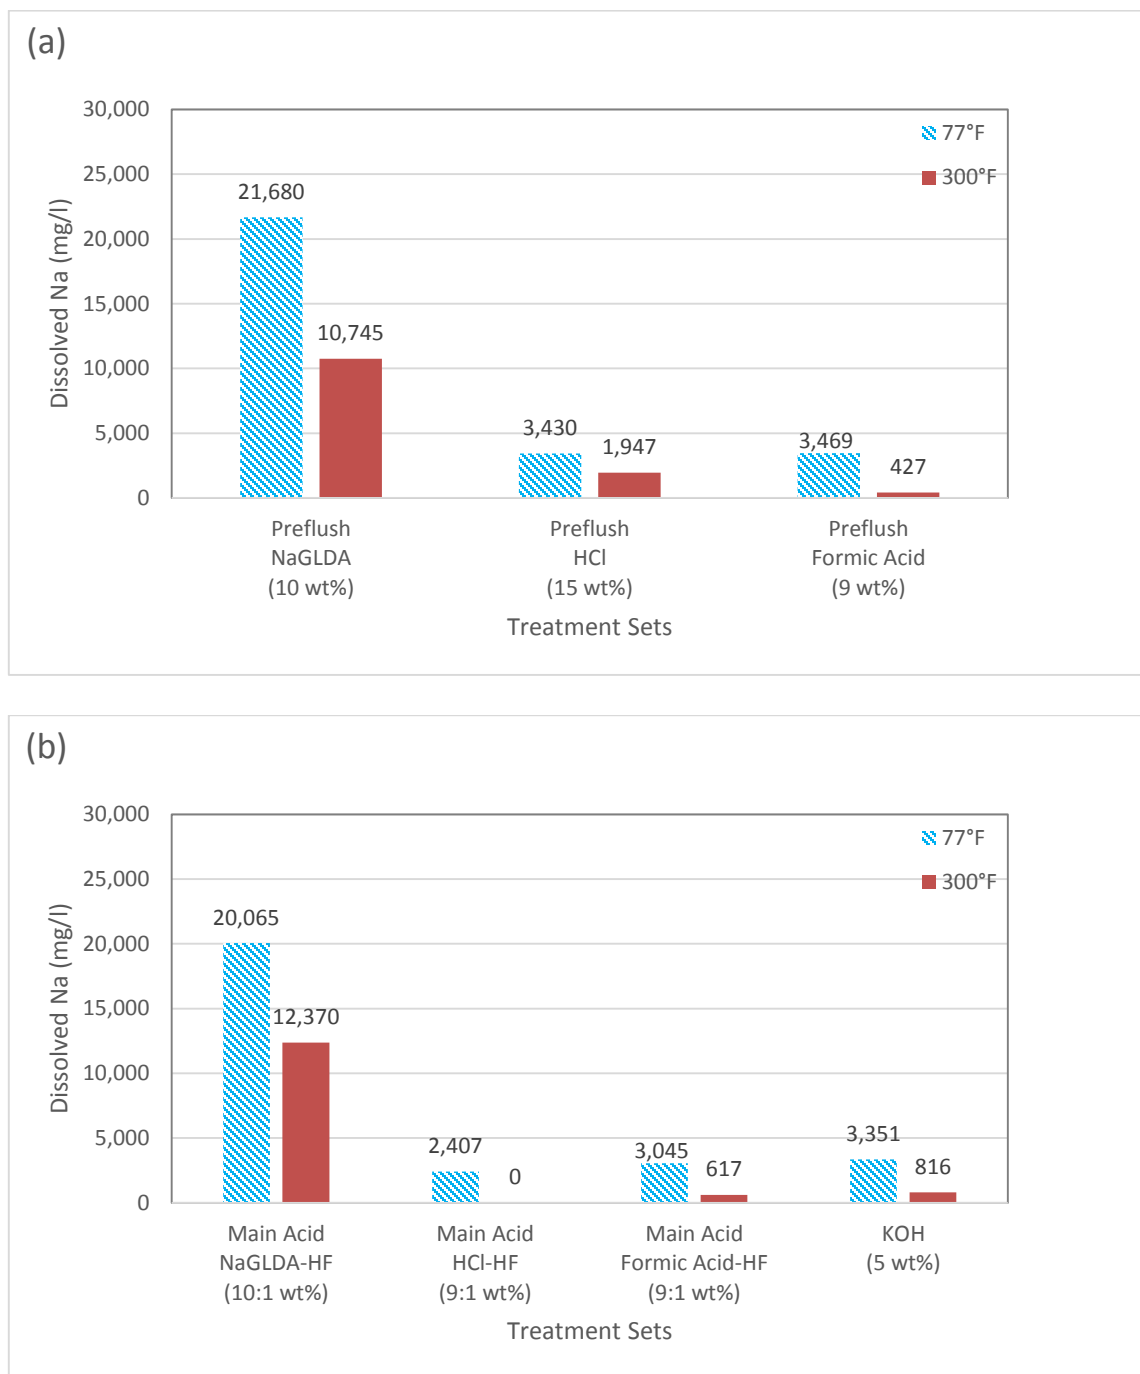 (a)
30,000
25,000
20,000
15,000
10,000
5,000
0
Dissolved Na (mg/l)
77°F
300°F
21,680
10,745
3,430
1,947
3,469
427
Preflush
NaGLDA
(10 wt%)
Preflush
HCl
(15 wt%)
Preflush
Formic Acid
(9 wt%)
Treatment Sets
(b)
30,000
25,000
20,000
15,000
10,000
5,000
0
Dissolved Na (mg/l)
77°F
300°F
20,065
12,370
2,407
0
3,045
617
3,351
816
Main Acid
NaGLDA-HF
(10:1 wt%)
Main Acid
HCl-HF
(9:1 wt%)
Main Acid
Formic Acid-HF
(9:1 wt%)
KOH
(5 wt%)
Treatment Sets